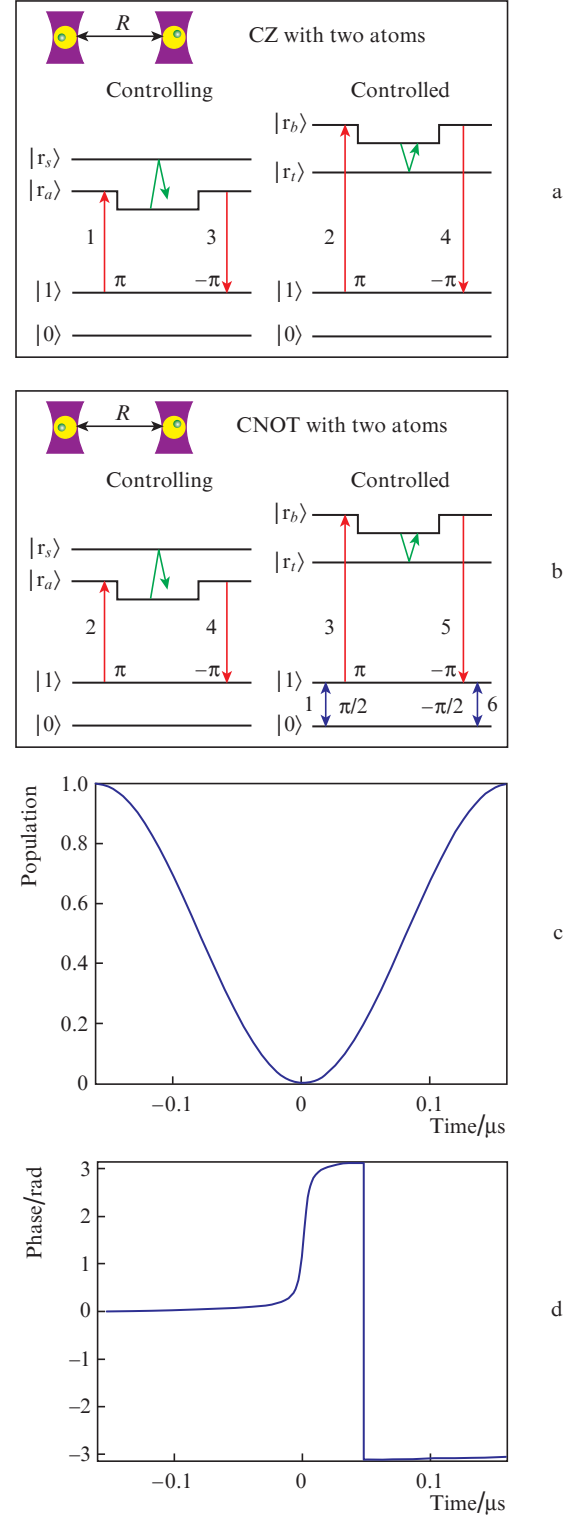 R
CZ with two atoms
Controlling
Controlled
|r_b⟩
|r_s⟩
|r_t⟩
|r_a⟩
a
1
3
2
4
|1⟩
π
−π
|1⟩
π
−π
|0⟩
|0⟩
R
CNOT with two atoms
Controlling
Controlled
|r_b⟩
|r_s⟩
|r_t⟩
|r_a⟩
b
2
4
3
5
|1⟩
π
−π
|1⟩
π
−π
1
π/2
−π/2
6
|0⟩
|0⟩
Population
1.0
0.8
0.6
0.4
0.2
0
c
−0.1
0
0.1
Time/μs
Phase/rad
3
2
1
0
−1
−2
−3
d
−0.1
0
0.1
Time/μs